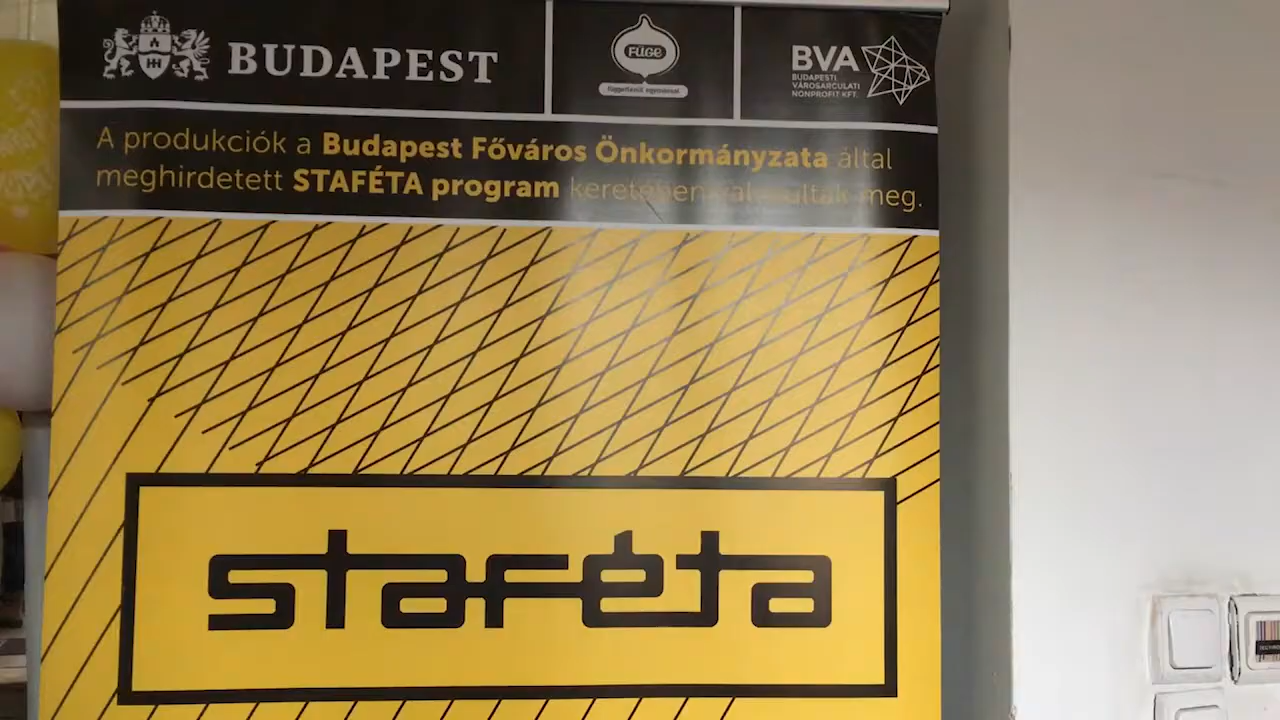 BUDAPEST
FÜGE
függetlenül egymással
BVA
BUDAPESTI
VÁROSARCULATI
NONPROFIT KFT.
A produkciók a Budapest Főváros Önkormányzata által
meghirdetett STAFÉTA program keretében valósultak meg.
staféta